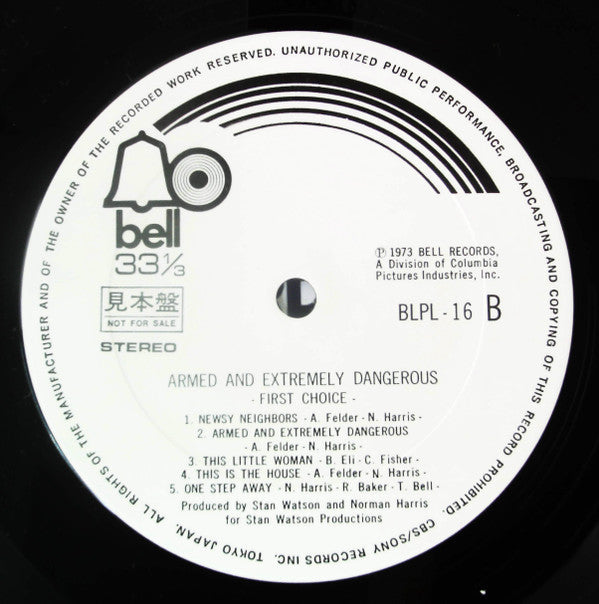 ALL RIGHTS OF THE MANUFACTURER AND OF THE OWNER OF THE RECORDED WORK RESERVED. UNAUTHORIZED PUBLIC PERFORMANCE, BROADCASTING AND COPYING OF THIS RECORD PROHIBITED. CBS/SONY RECORDS INC. TOKYO JAPAN.
bell
33 1/3
見本盤
NOT FOR SALE
STEREO
℗ 1973 BELL RECORDS,
A Division of Columbia
Pictures Industries, Inc.
BLPL-16 B
ARMED AND EXTREMELY DANGEROUS
- FIRST CHOICE -
1. NEWSY NEIGHBORS - A. Felder - N. Harris -
2. ARMED AND EXTREMELY DANGEROUS
- A. Felder - N. Harris -
3. THIS LITTLE WOMAN - B. Eli - C. Fisher -
4. THIS IS THE HOUSE - A. Felder - N. Harris -
5. ONE STEP AWAY - N. Harris - R. Baker - T. Bell -
Produced by Stan Watson and Norman Harris
for Stan Watson Productions